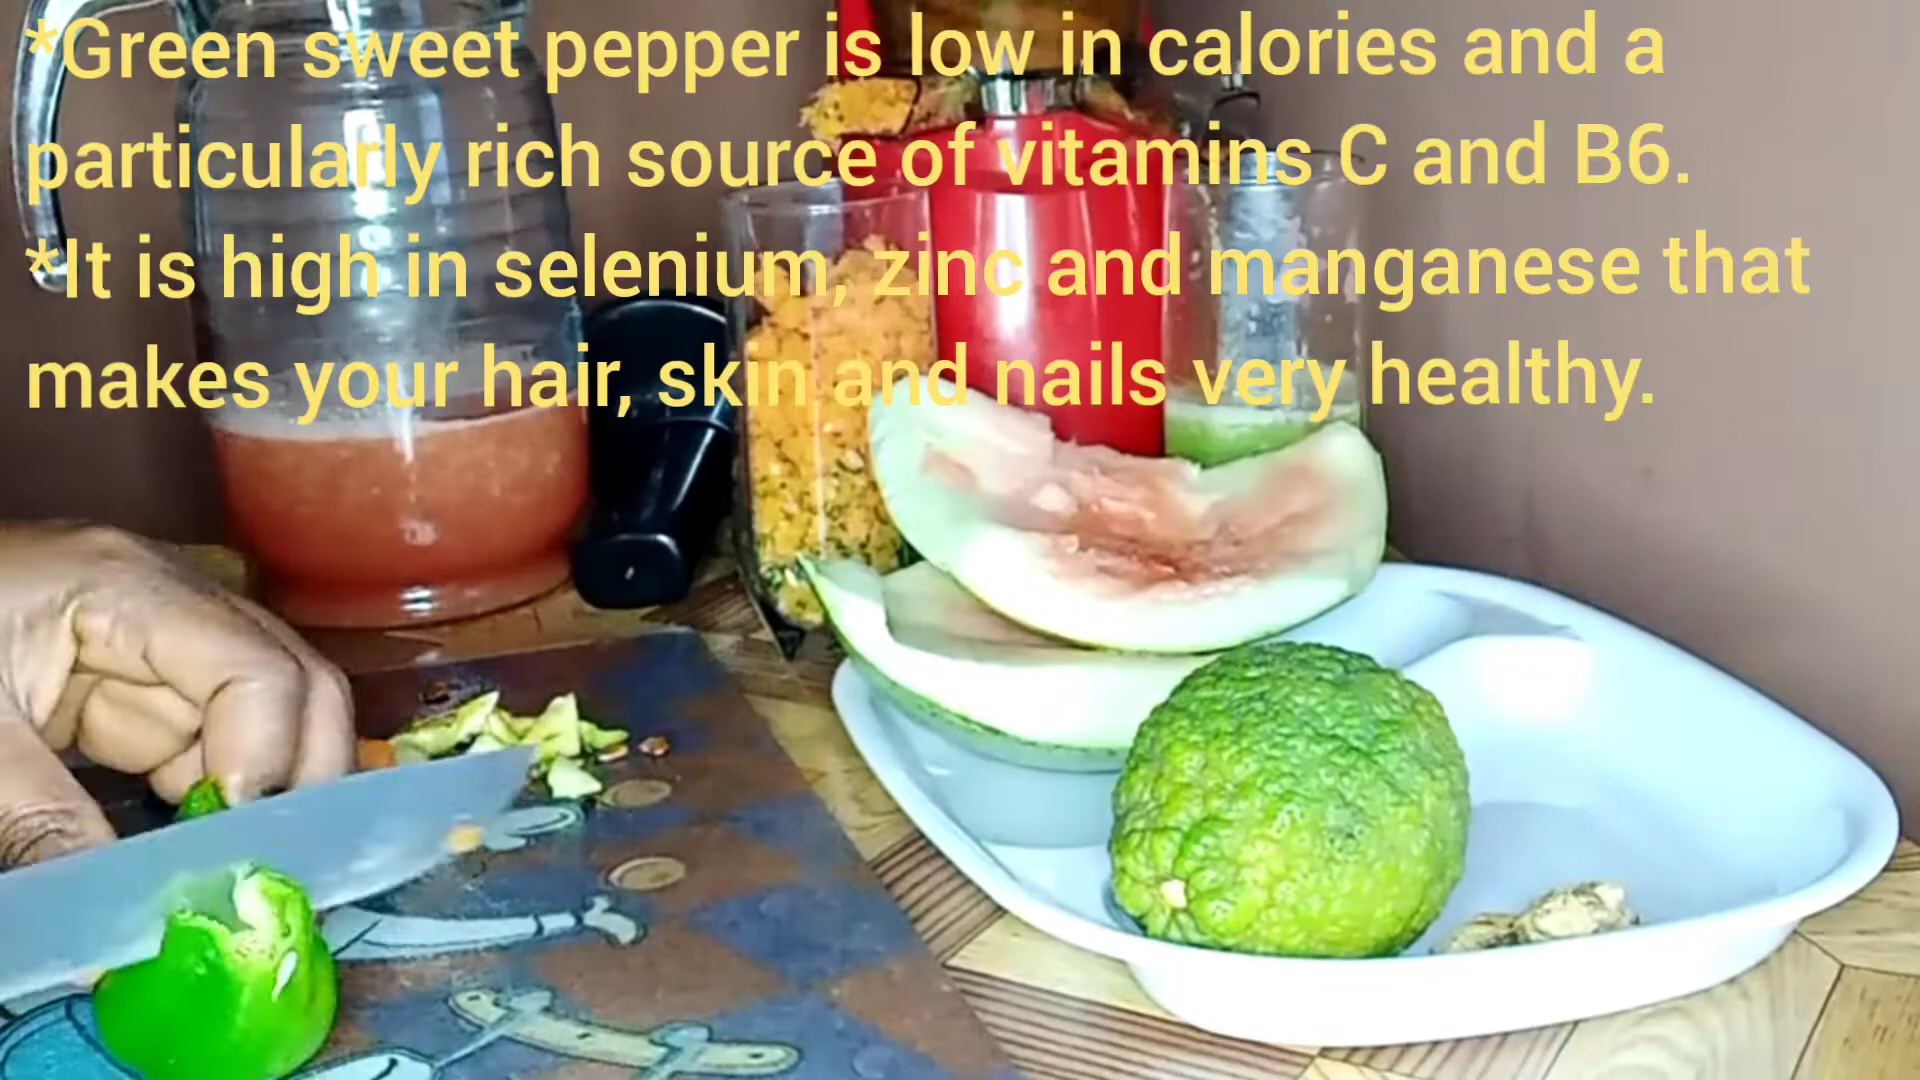 *Green sweet pepper is low in calories and a
particularly rich source of vitamins C and B6.
*It is high in selenium, zinc and manganese that
makes your hair, skin and nails very healthy.